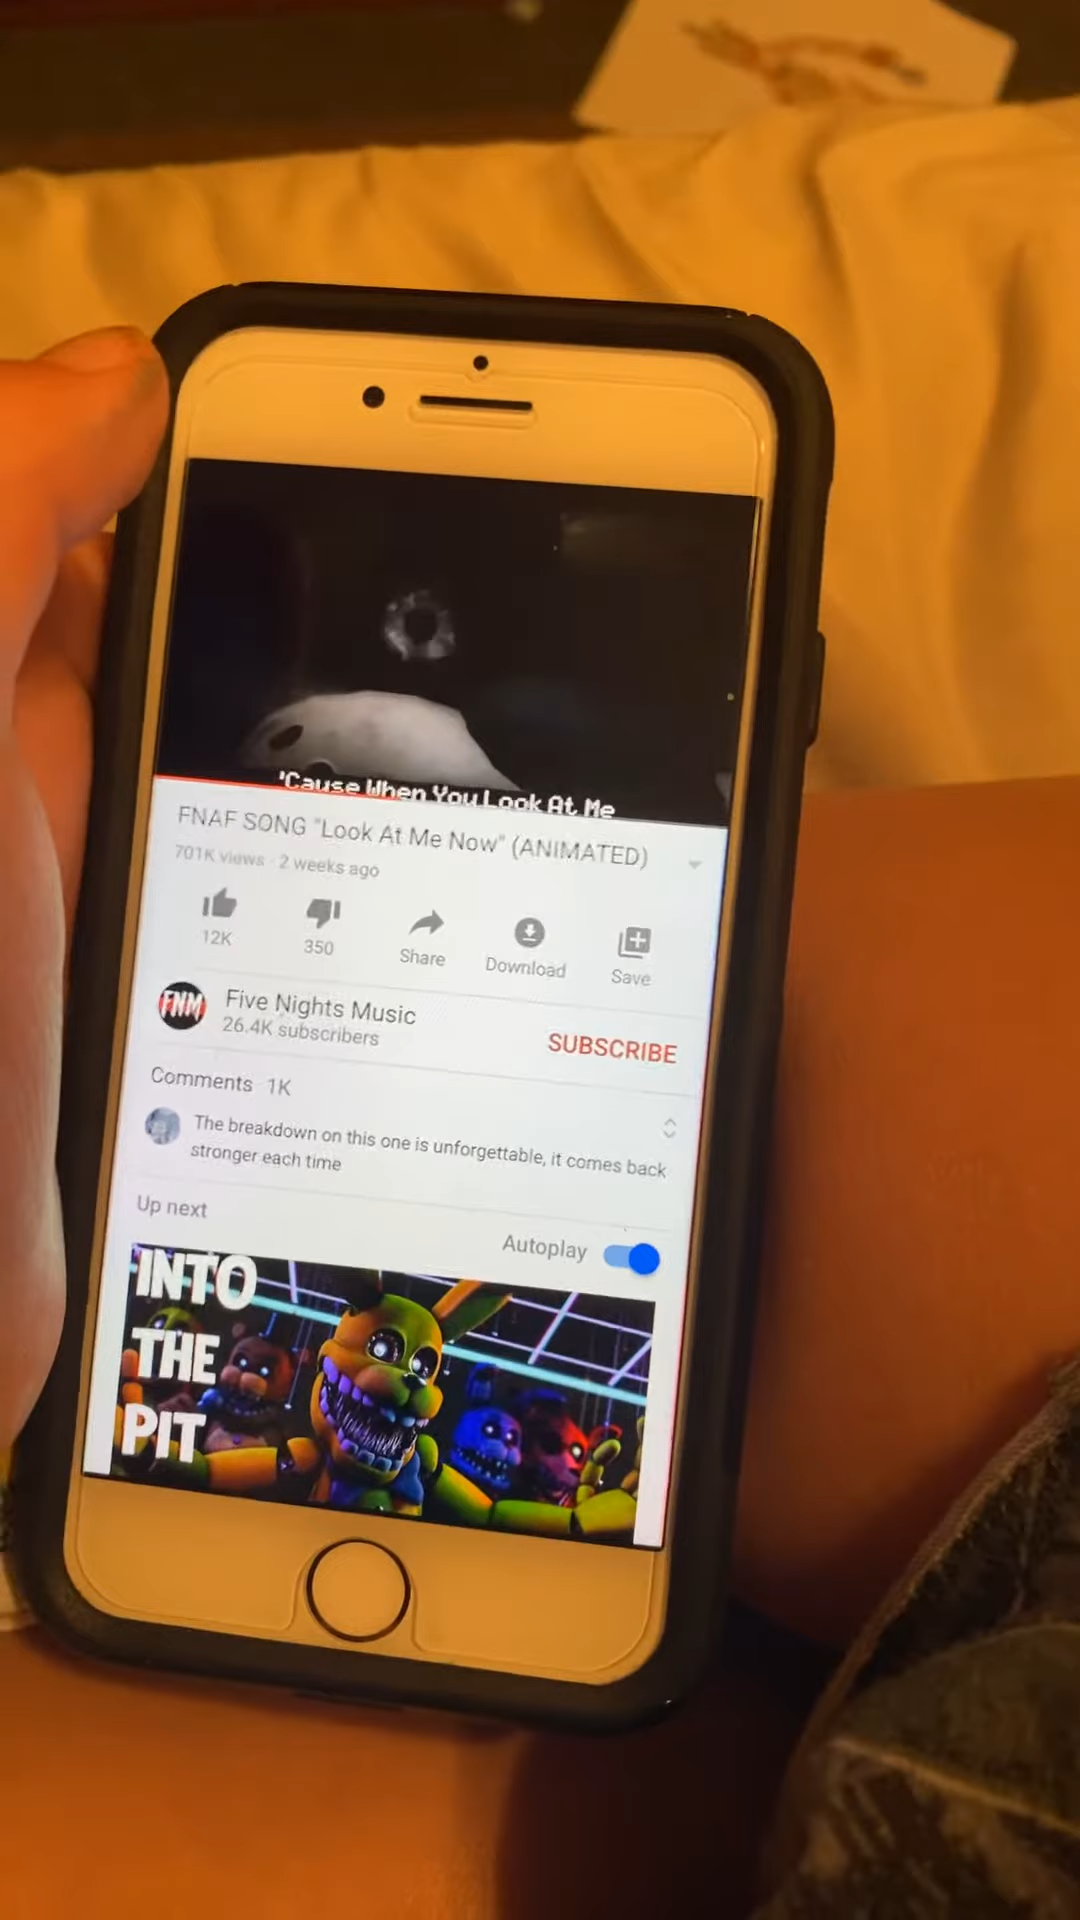 'Cause When You Look At Me
FNAF SONG "Look At Me Now" (ANIMATED)
701K views · 2 weeks ago
12K
350
Share
Download
Save
FNM
Five Nights Music
26.4K subscribers
SUBSCRIBE
Comments 1K
The breakdown on this one is unforgettable, it comes back
stronger each time
Up next
Autoplay
INTO
THE
PIT